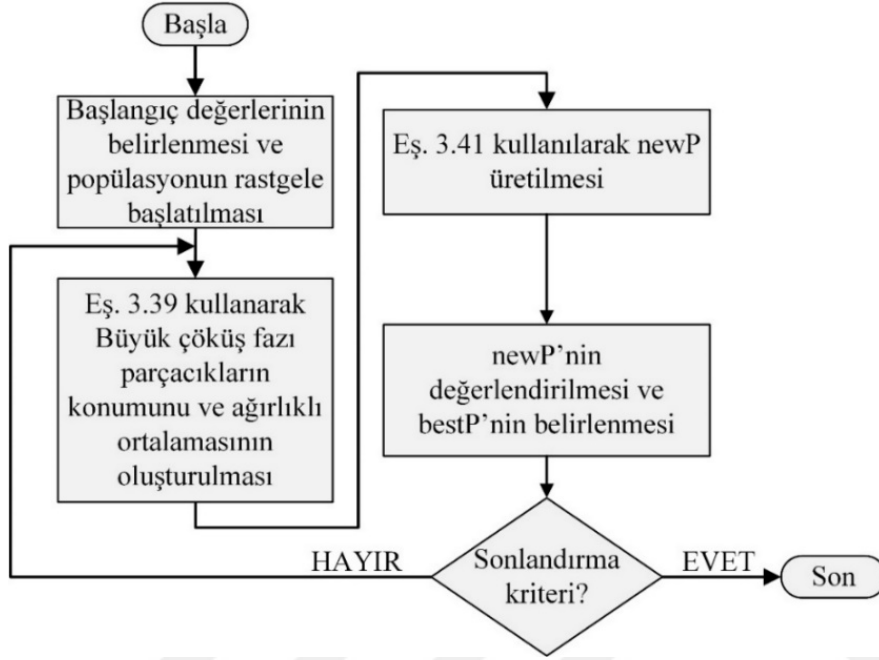 Başla
Başlangıç değerlerinin
belirlenmesi ve
popülasyonun rastgele
başlatılması
Eş. 3.39 kullanarak
Büyük çöküş fazı
parçacıkların
konumunu ve ağırlıklı
ortalamasının
oluşturulması
Eş. 3.41 kullanılarak newP
üretilmesi
newP’nin
değerlendirilmesi ve
bestP’nin belirlenmesi
Sonlandırma
kriteri?
HAYIR
EVET
Son